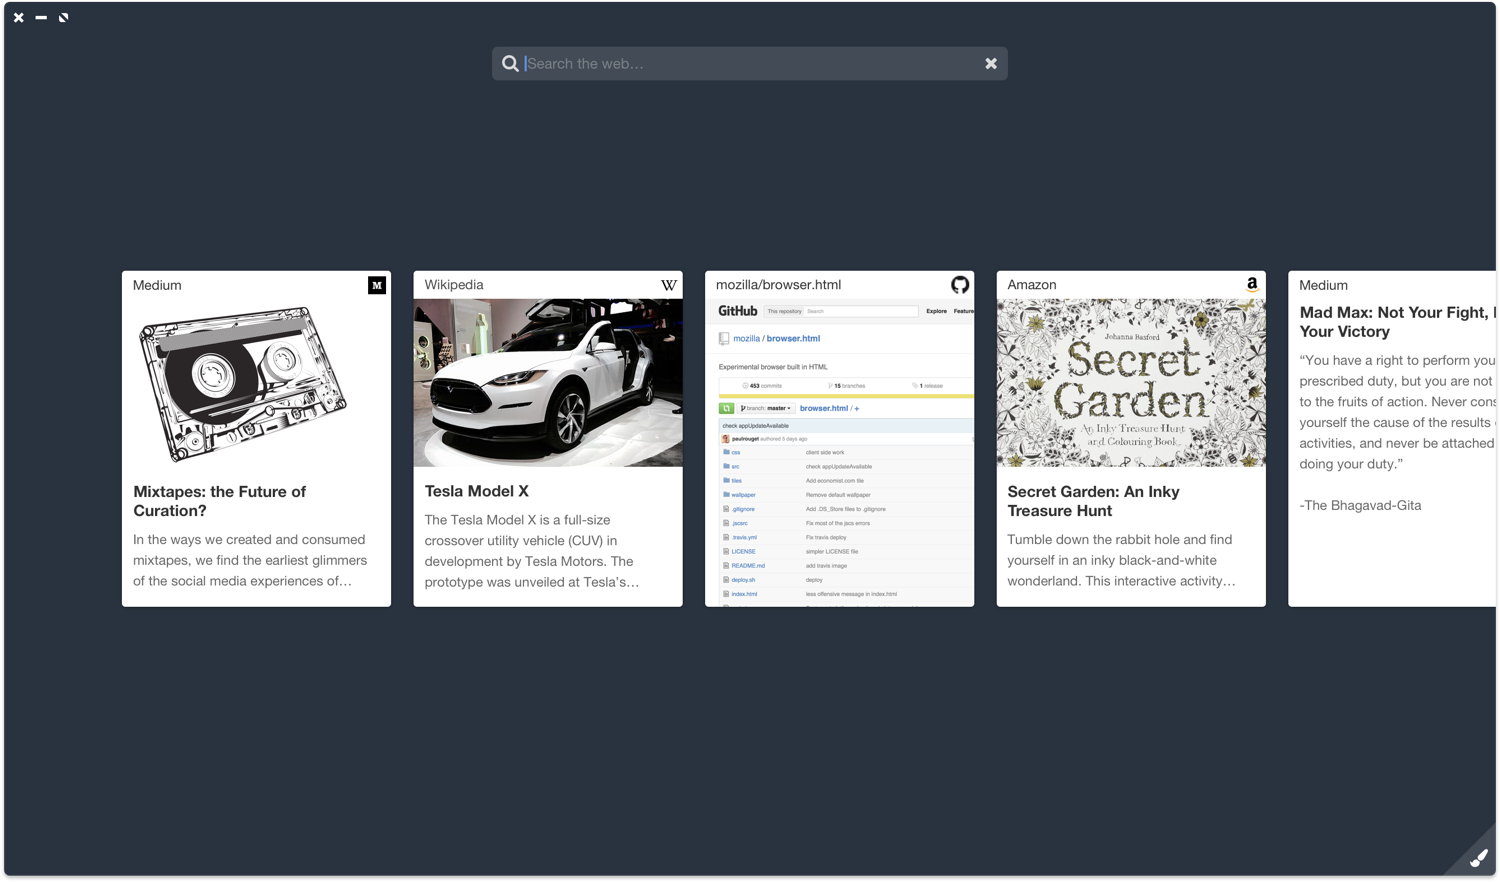 Search the web…
Medium
M
Mixtapes: the Future of
Curation?
In the ways we created and consumed
mixtapes, we find the earliest glimmers
of the social media experiences of…
Wikipedia
W
Tesla Model X
The Tesla Model X is a full-size
crossover utility vehicle (CUV) in
development by Tesla Motors. The
prototype was unveiled at Tesla’s…
mozilla/browser.html
GitHub This repository Search Explore Feature
mozilla / browser.html
Experimental browser built in HTML
453 commits 15 branches 1 release
branch: master browser.html / +
check appUpdateAvailable
paulrouget authored 5 days ago
css client side work
src check appUpdateAvailable
tiles Add economist.com tile
wallpaper Remove default wallpaper
.gitignore Add .DS_Store files to .gitignore
.jscsrc Fix most of the jscs errors
.travis.yml Fix travis deploy
LICENSE simpler LICENSE file
README.md add travis image
deploy.sh deploy
index.html less offensive message in index.html
Amazon
a
Johanna Basford
Secret
Garden
An Inky Treasure Hunt
and Colouring Book
Secret Garden: An Inky
Treasure Hunt
Tumble down the rabbit hole and find
yourself in an inky black-and-white
wonderland. This interactive activity…
Medium
Mad Max: Not Your Fight,
Your Victory
“You have a right to perform you
prescribed duty, but you are not
to the fruits of action. Never cons
yourself the cause of the results
activities, and never be attached
doing your duty.”
-The Bhagavad-Gita